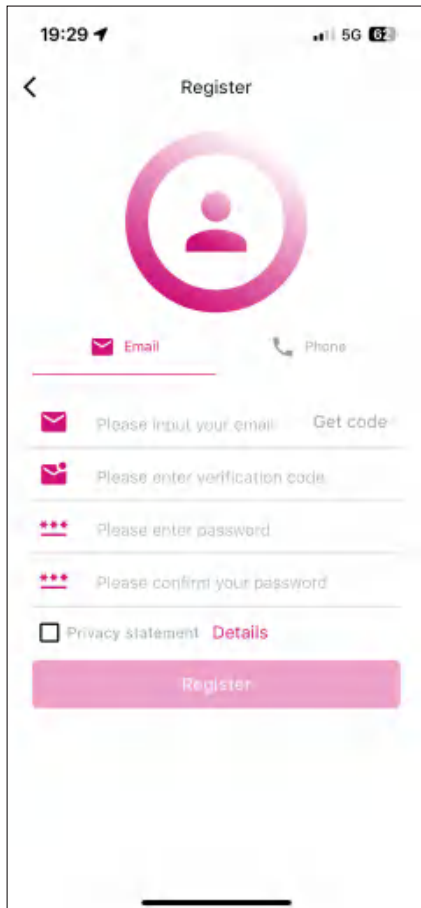 19:29 5G 62
Register
Email Phone
Please input your email Get code
Please enter verification code
Please enter password
Please confirm your password
Privacy statement Details
Register